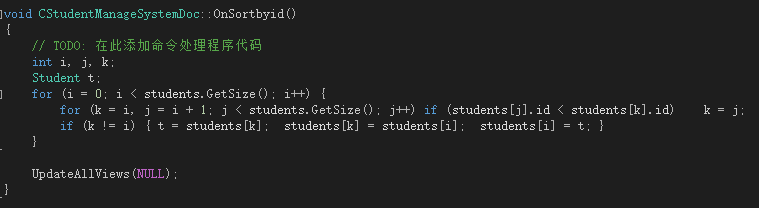 void CStudentManageSystemDoc::OnSortbyid()
{
    // TODO: 在此添加命令处理程序代码
    int i, j, k;
    Student t;
    for (i = 0; i < students.GetSize(); i++) {
        for (k = i, j = i + 1; j < students.GetSize(); j++) if (students[j].id < students[k].id)    k = j;
        if (k != i) { t = students[k];  students[k] = students[i];  students[i] = t; }
    }

    UpdateAllViews(NULL);
}